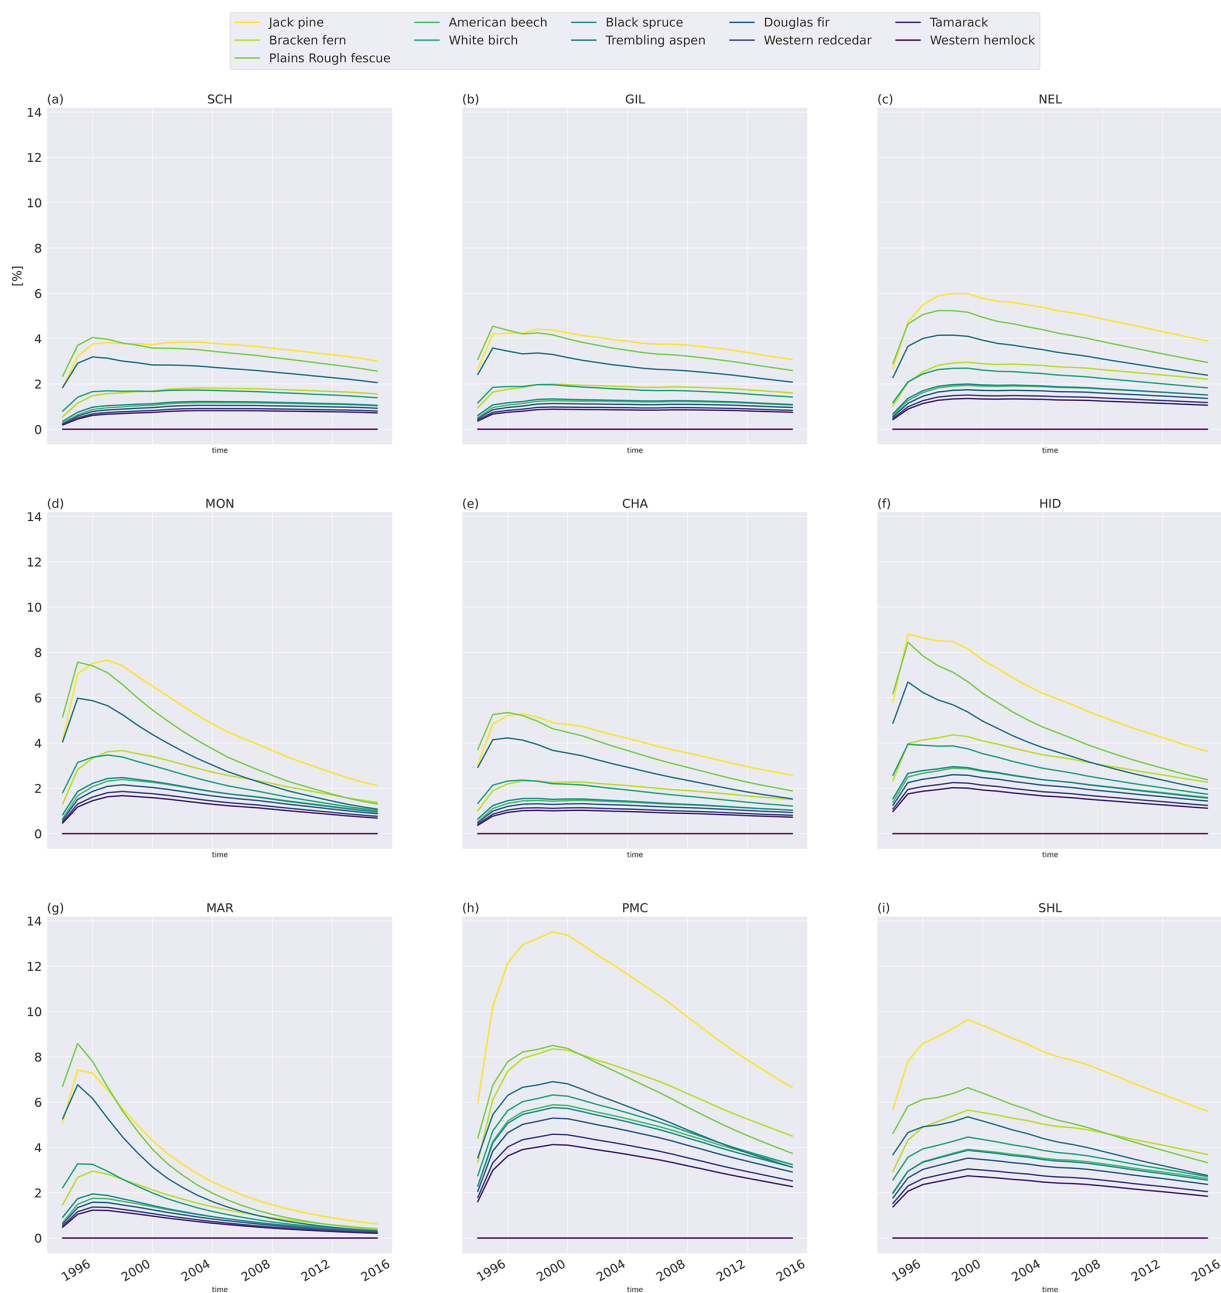 Jack pine American beech Black spruce Douglas fir Tamarack
Bracken fern White birch Trembling aspen Western redcedar Western hemlock
Plains Rough fescue
(a) SCH
(b) GIL
(c) NEL
14
12
10
8
6
4
2
0
[%]
time
time
time
(d) MON
(e) CHA
(f) HID
14
12
10
8
6
4
2
0
time
time
time
(g) MAR
(h) PMC
(i) SHL
14
12
10
8
6
4
2
0
1996 2000 2004 2008 2012 2016
1996 2000 2004 2008 2012 2016
1996 2000 2004 2008 2012 2016
time
time
time